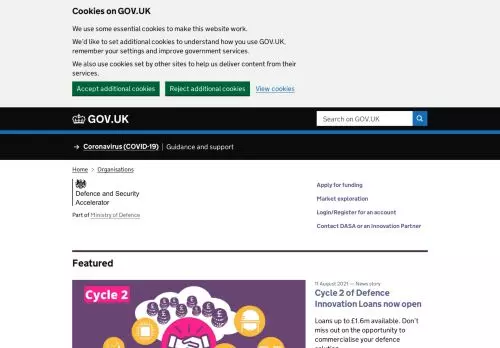 Cookies on GOV.UK
We use some essential cookies to make this website work.
We'd like to set additional cookies to understand how you use GOV.UK,
remember your settings and improve government services.
We also use cookies set by other sites to help us deliver content from their
services.
Accept additional cookies Reject additional cookies View cookies
GOV.UK Search on GOV.UK
→ Coronavirus (COVID-19) Guidance and support
Home > Organisations
Defence and Security
Accelerator
Part of Ministry of Defence
Apply for funding
Market exploration
Login/Register for an account
Contact DASA or an Innovation Partner
Featured
Cycle 2
11 August 2021 — News story
Cycle 2 of Defence
Innovation Loans now open
Loans up to £1.6m available. Don't
miss out on the opportunity to
commercialise your defence
solution